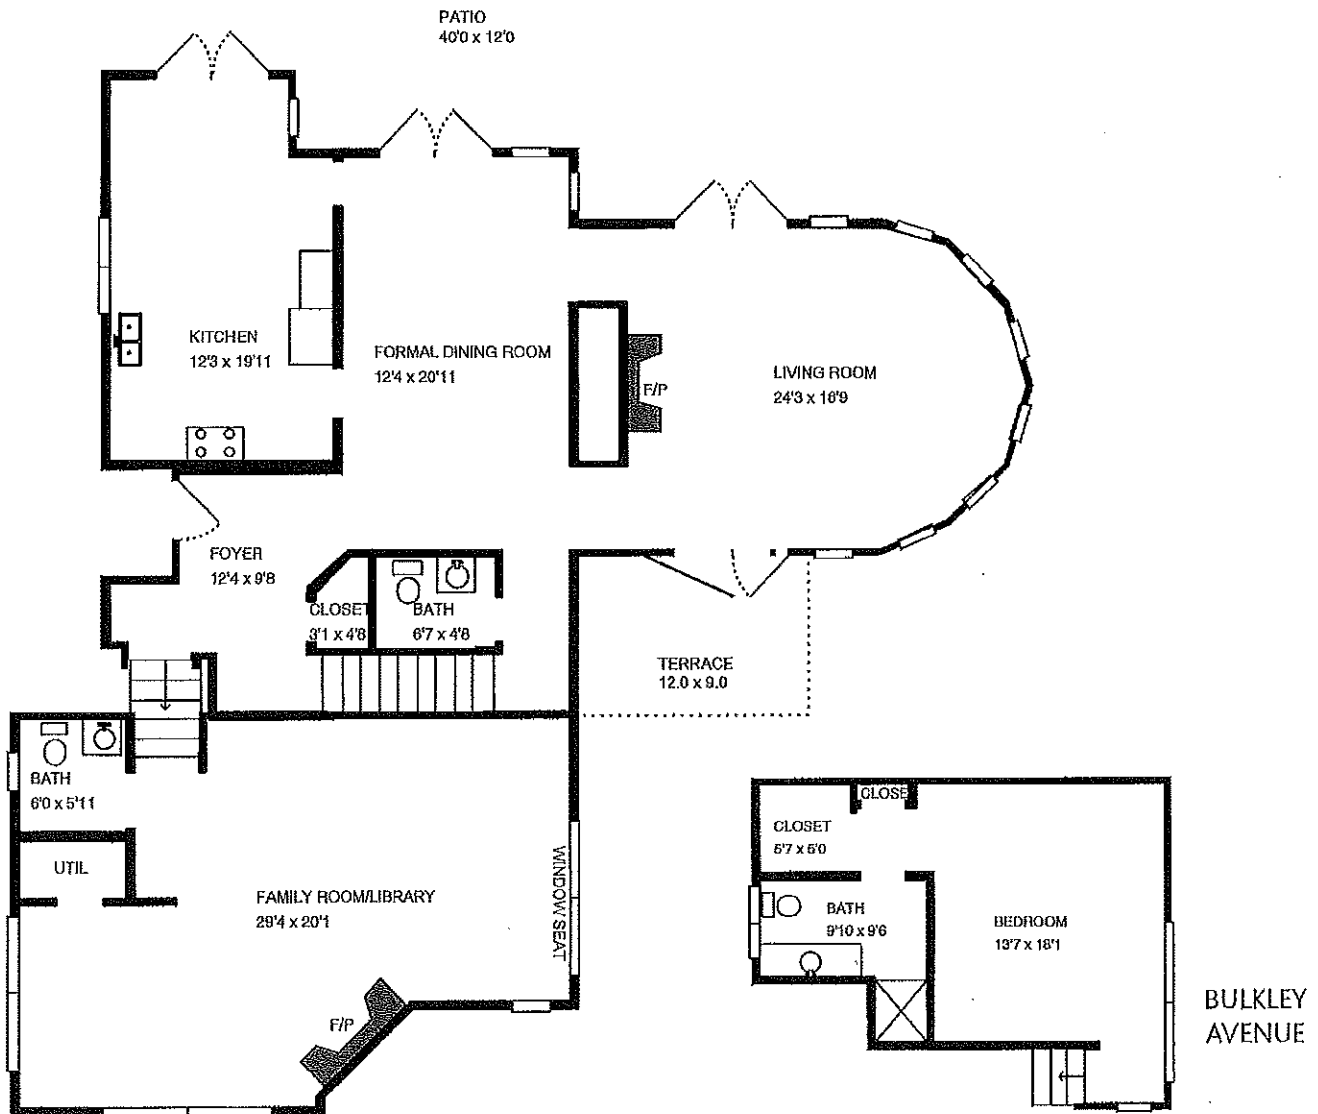 PATIO
40'0 x 12'0
KITCHEN
12'3 x 19'11
FORMAL DINING ROOM
12'4 x 20'11
F/P
LIVING ROOM
24'3 x 16'9
FOYER
12'4 x 9'8
CLOSET
3'1 x 4'8
BATH
6'7 x 4'8
TERRACE
12.0 x 9.0
BATH
6'0 x 5'11
UTIL
FAMILY ROOM/LIBRARY
29'4 x 20'1
WINDOW SEAT
F/P
CLOSE
CLOSET
5'7 x 5'0
BATH
9'10 x 9'6
BEDROOM
13'7 x 18'1
BULKLEY
AVENUE